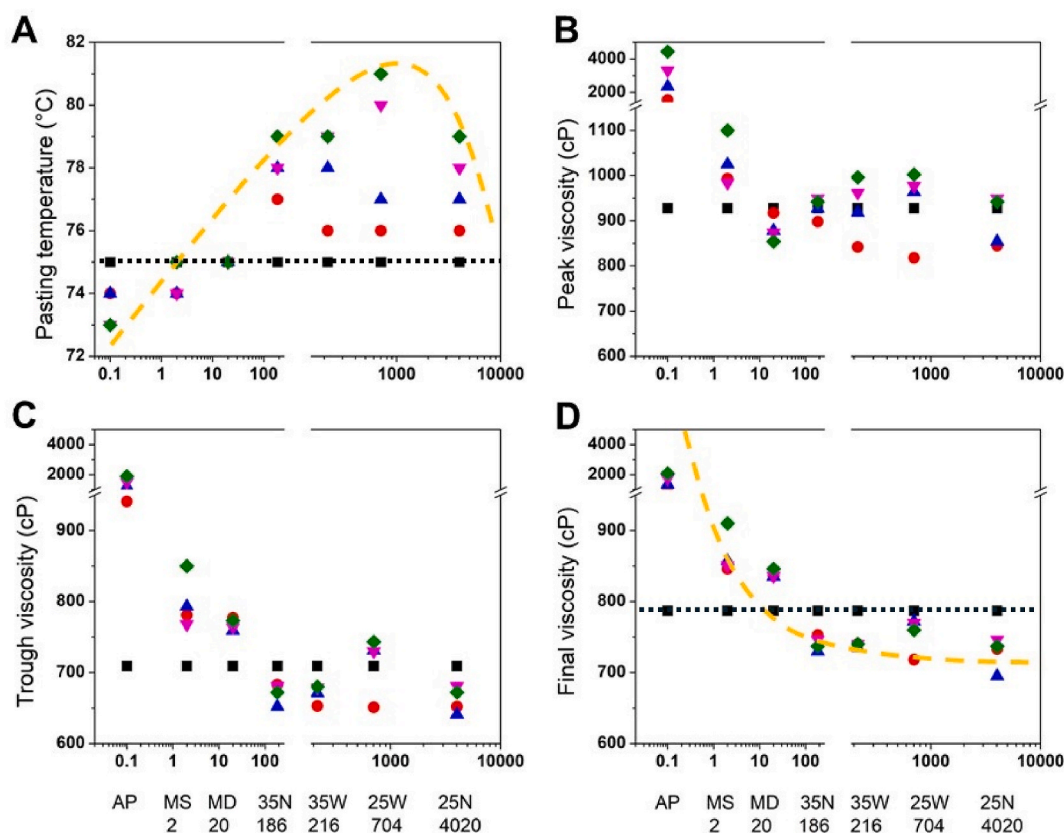 A
Pasting temperature (°C)
82
80
78
76
74
72
0.1 1 10 100 1000 10000
B
Peak viscosity (cP)
4000
2000
1100
1000
900
800
700
600
0.1 1 10 100 1000 10000
C
Trough viscosity (cP)
4000
2000
900
800
700
600
0.1 1 10 100 1000 10000
AP MS MD 35N 35W 25W 25N
2 20 186 216 704 4020
D
Final viscosity (cP)
4000
2000
900
800
700
600
0.1 1 10 100 1000 10000
AP MS MD 35N 35W 25W 25N
2 20 186 216 704 4020